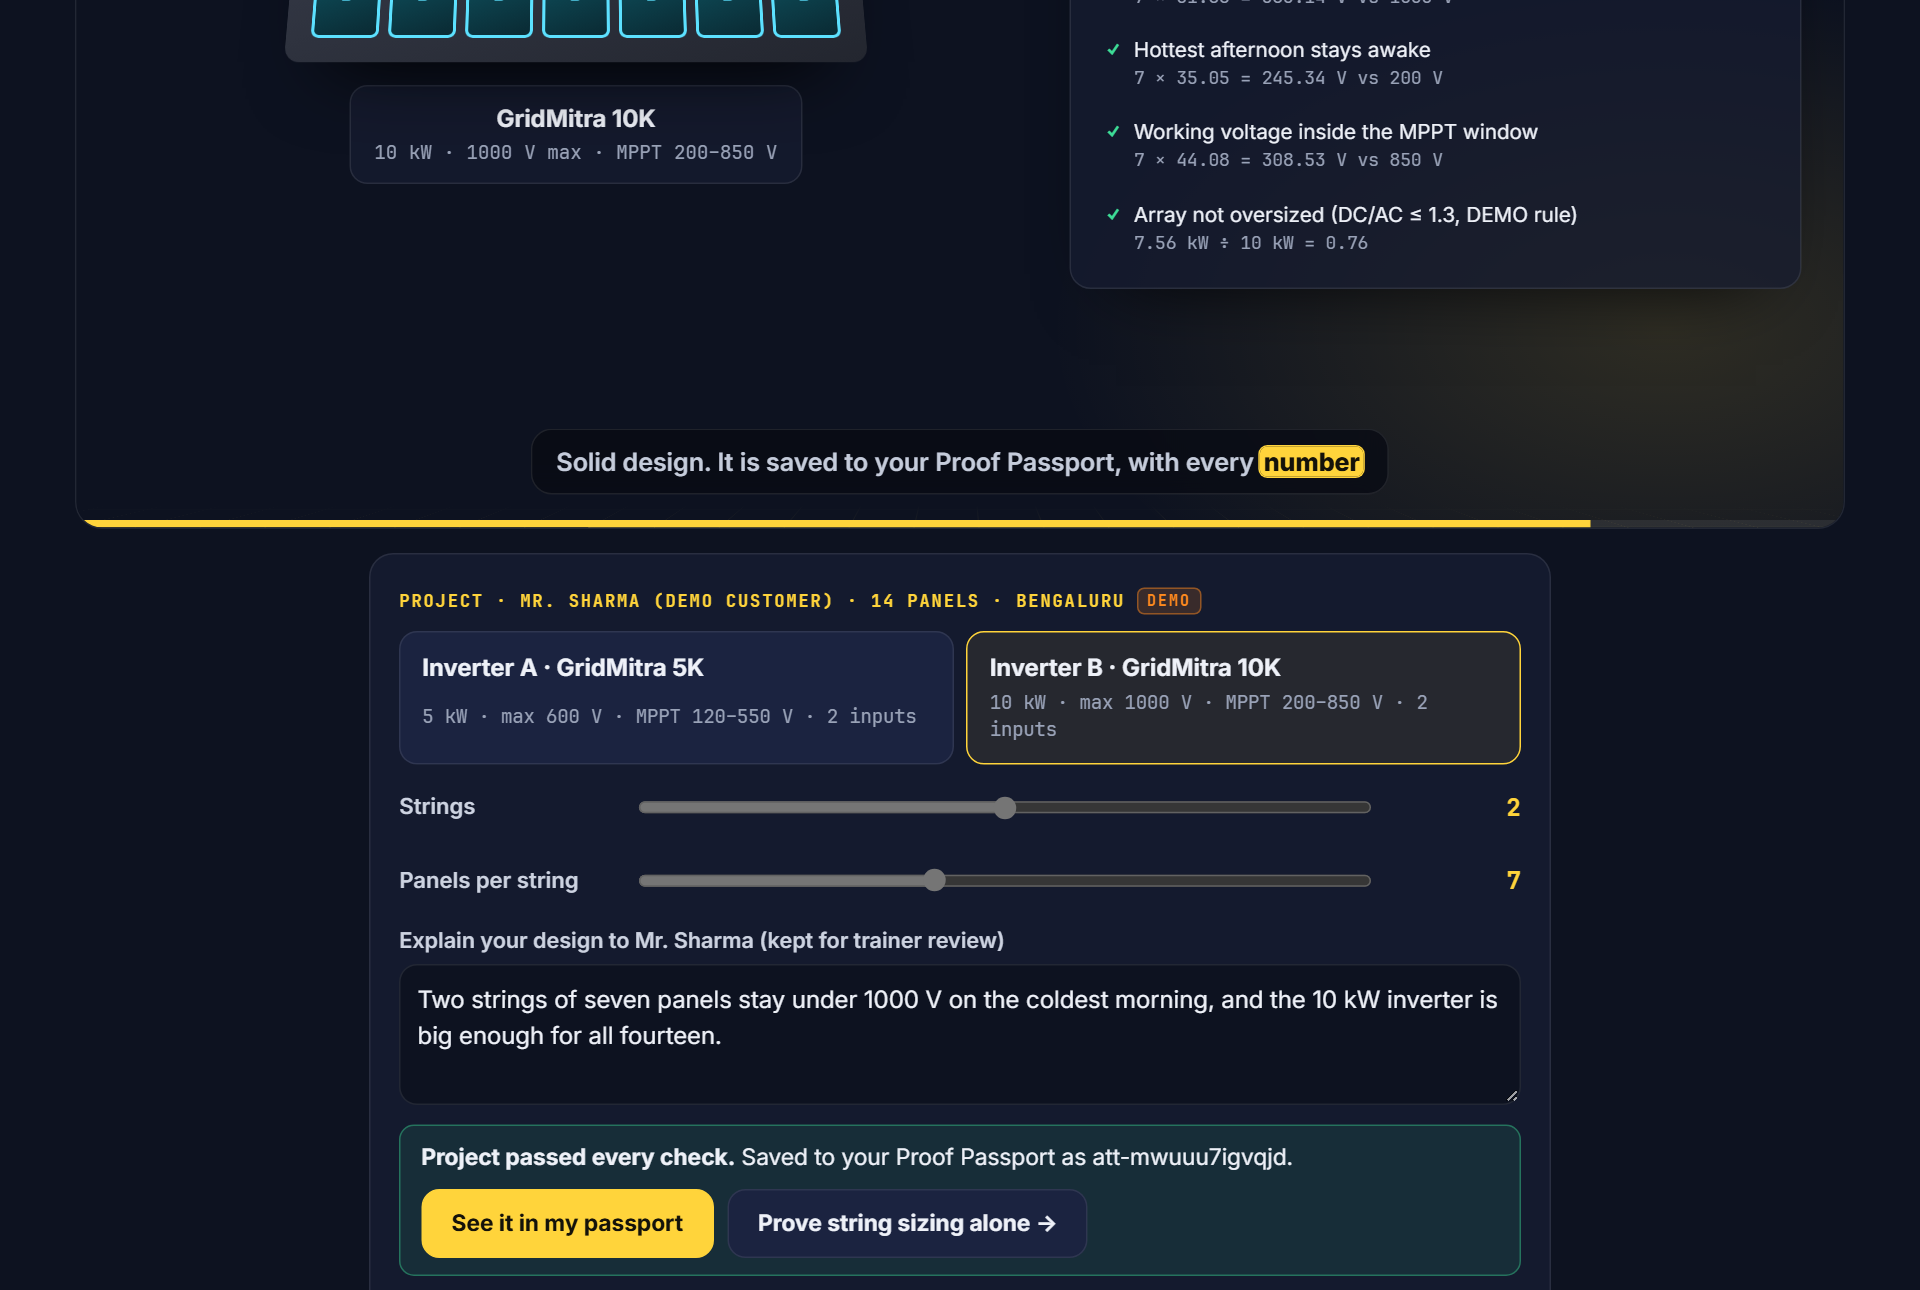 Hottest afternoon stays awake
7 × 35.05 = 245.34 V vs 200 V
GridMitra 10K
10 kW · 1000 V max · MPPT 200–850 V
Working voltage inside the MPPT window
7 × 44.08 = 308.53 V vs 850 V
Array not oversized (DC/AC ≤ 1.3, DEMO rule)
7.56 kW ÷ 10 kW = 0.76
Solid design. It is saved to your Proof Passport, with every number
PROJECT · MR. SHARMA (DEMO CUSTOMER) · 14 PANELS · BENGALURU DEMO
Inverter A · GridMitra 5K
5 kW · max 600 V · MPPT 120–550 V · 2 inputs
Inverter B · GridMitra 10K
10 kW · max 1000 V · MPPT 200–850 V · 2
inputs
Strings 2
Panels per string 7
Explain your design to Mr. Sharma (kept for trainer review)
Two strings of seven panels stay under 1000 V on the coldest morning, and the 10 kW inverter is
big enough for all fourteen.
Project passed every check. Saved to your Proof Passport as att-mwuuu7igvqjd.
See it in my passport
Prove string sizing alone →